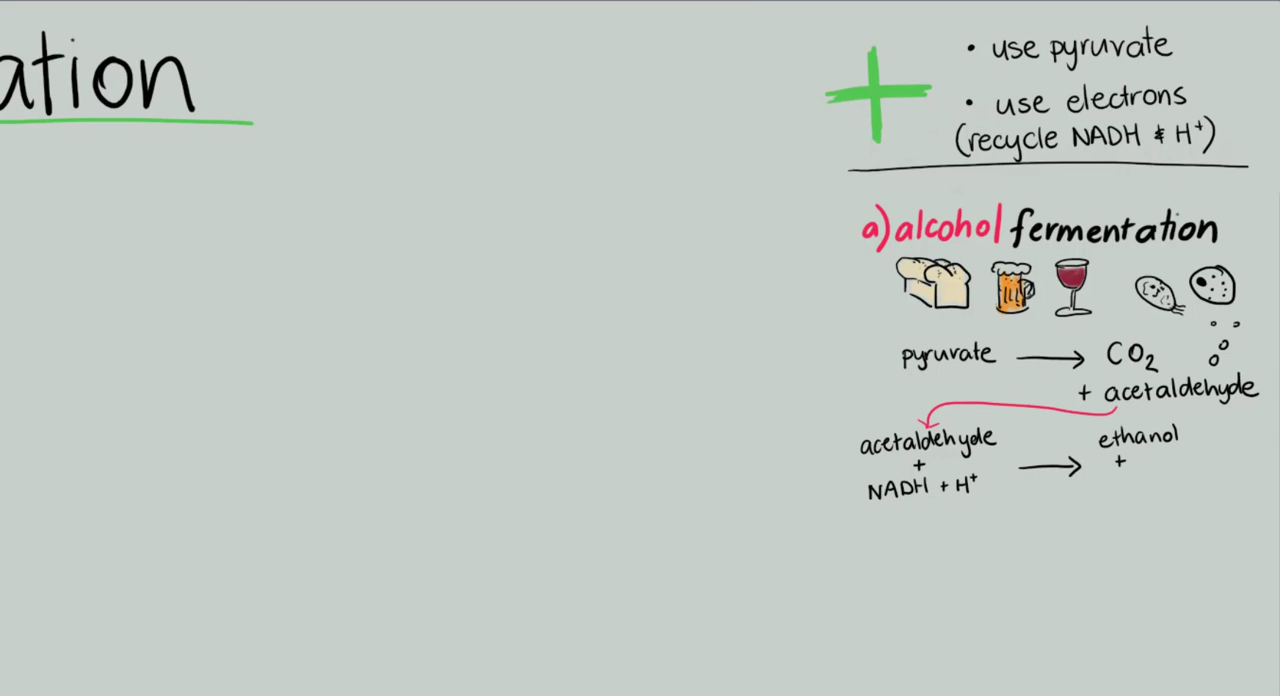 ation
• use pyruvate
• use electrons
(recycle NADH & H⁺)
a) alcohol fermentation
pyruvate → CO₂
+ acetaldehyde
acetaldehyde → ethanol
+ +
NADH + H⁺